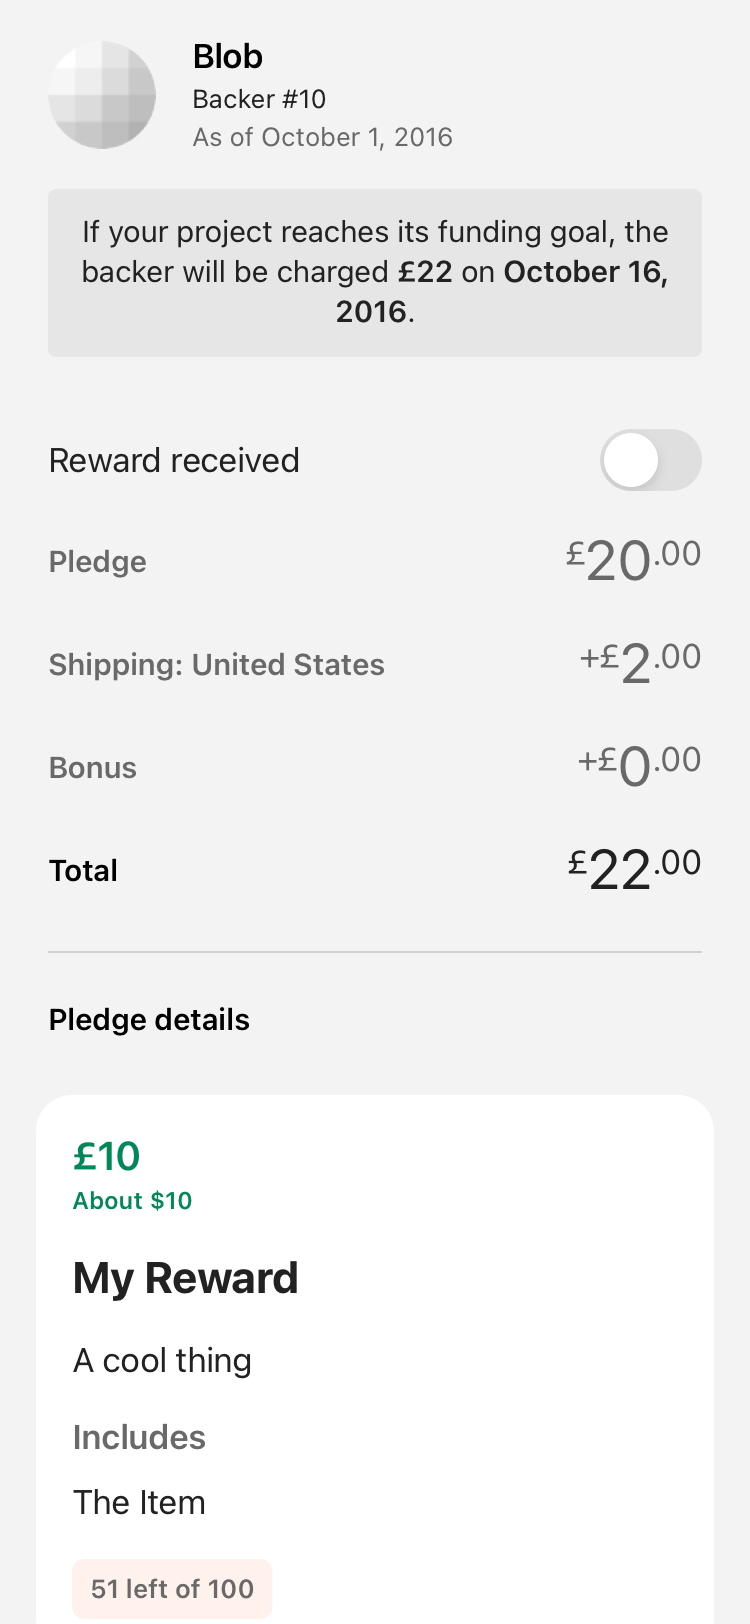 Blob
Backer #10
As of October 1, 2016
If your project reaches its funding goal, the
backer will be charged £22 on October 16,
2016.
Reward received
Pledge £20.00
Shipping: United States +£2.00
Bonus +£0.00
Total £22.00
Pledge details
£10
About $10
My Reward
A cool thing
Includes
The Item
51 left of 100